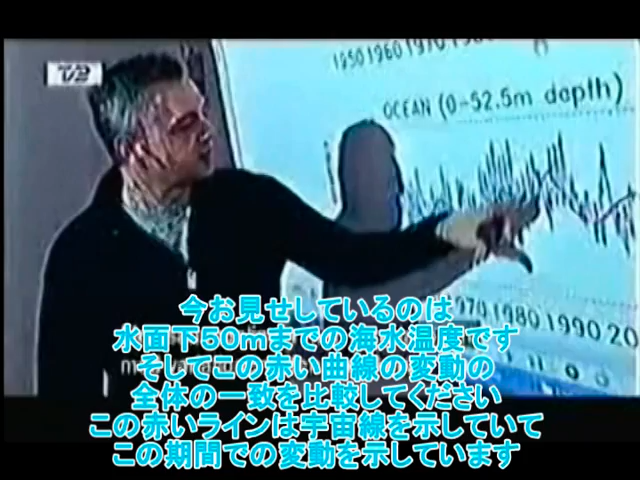 TV2
1950 1960 1970 198
OCEAN (0-52.5m depth)
970 1980 1990 20
今お見せしているのは
水面下50mまでの海水温度です
そしてこの赤い曲線の変動の
全体の一致を比較してください
この赤いラインは宇宙線を示していて
この期間での変動を示しています